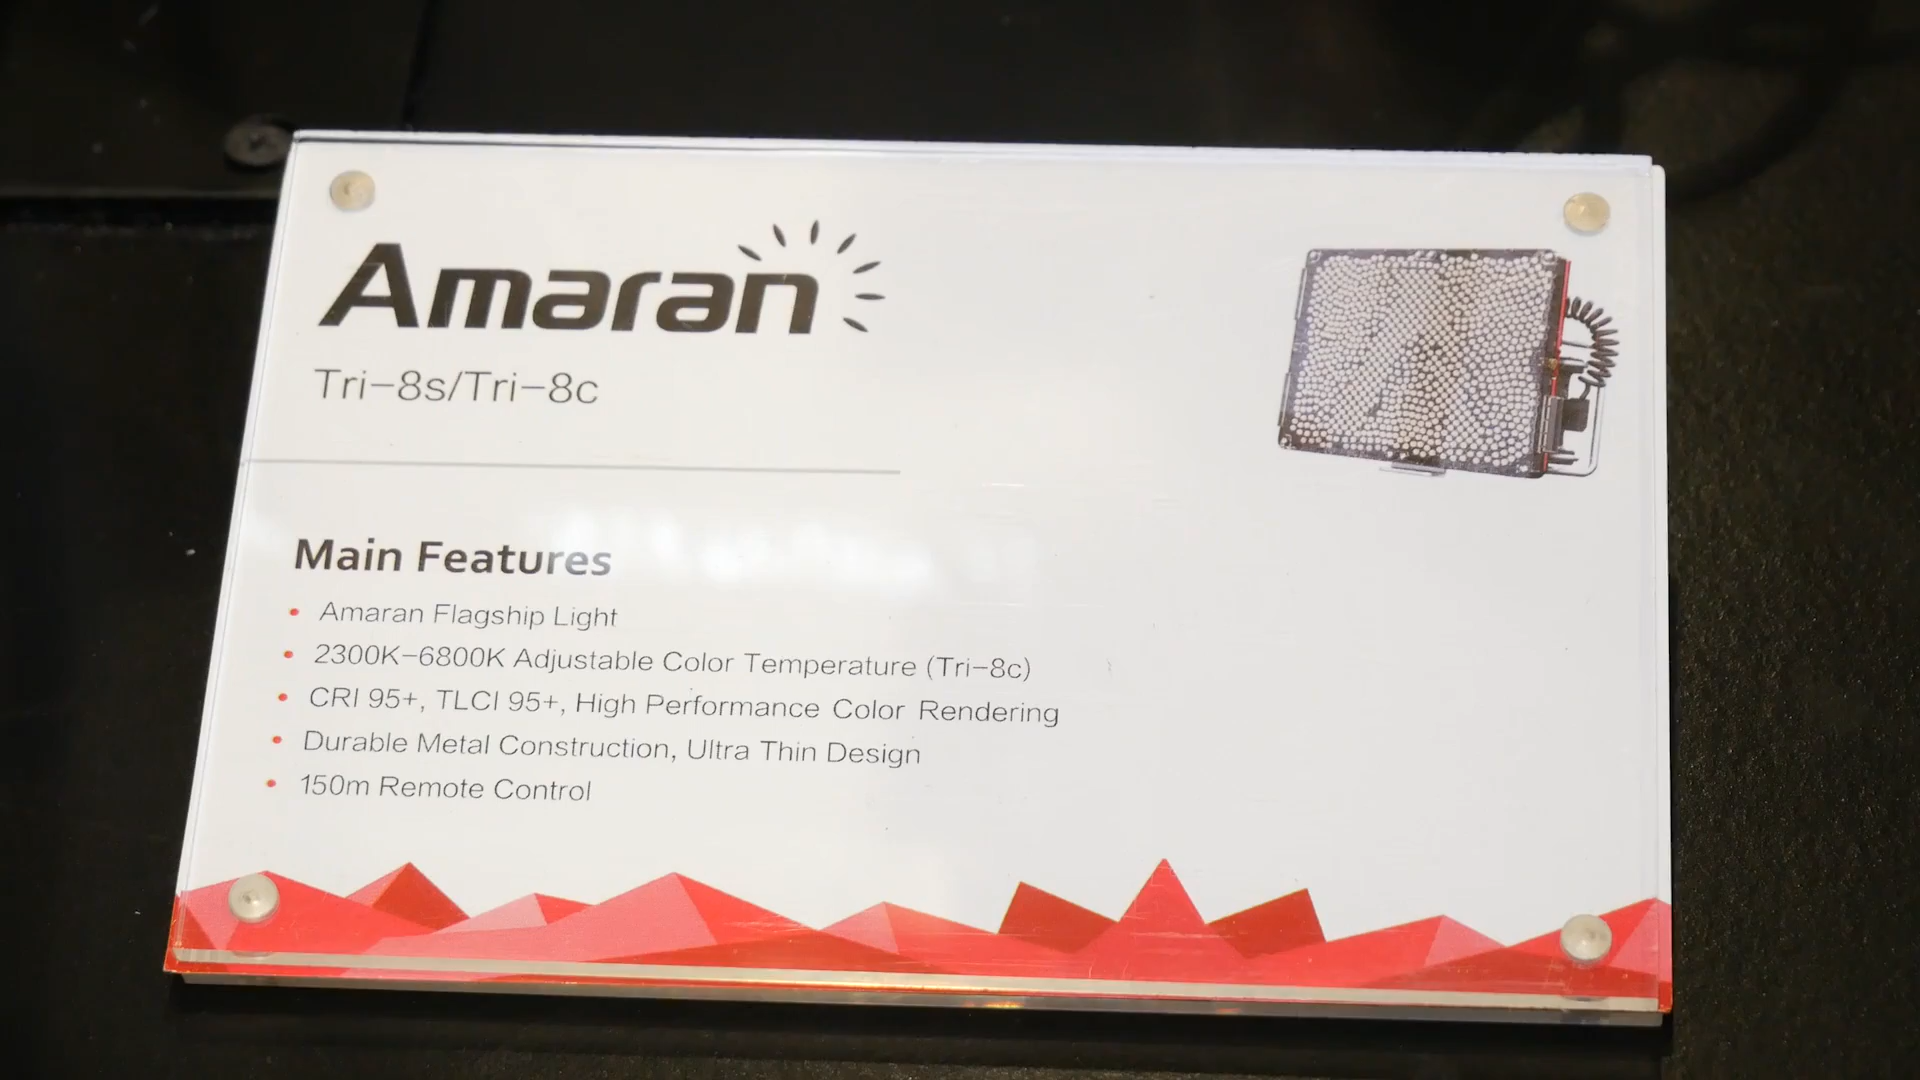 Amaran
Tri-8s/Tri-8c
Main Features
• Amaran Flagship Light
• 2300K-6800K Adjustable Color Temperature (Tri-8c)
• CRI 95+, TLCI 95+, High Performance Color Rendering
• Durable Metal Construction, Ultra Thin Design
• 150m Remote Control